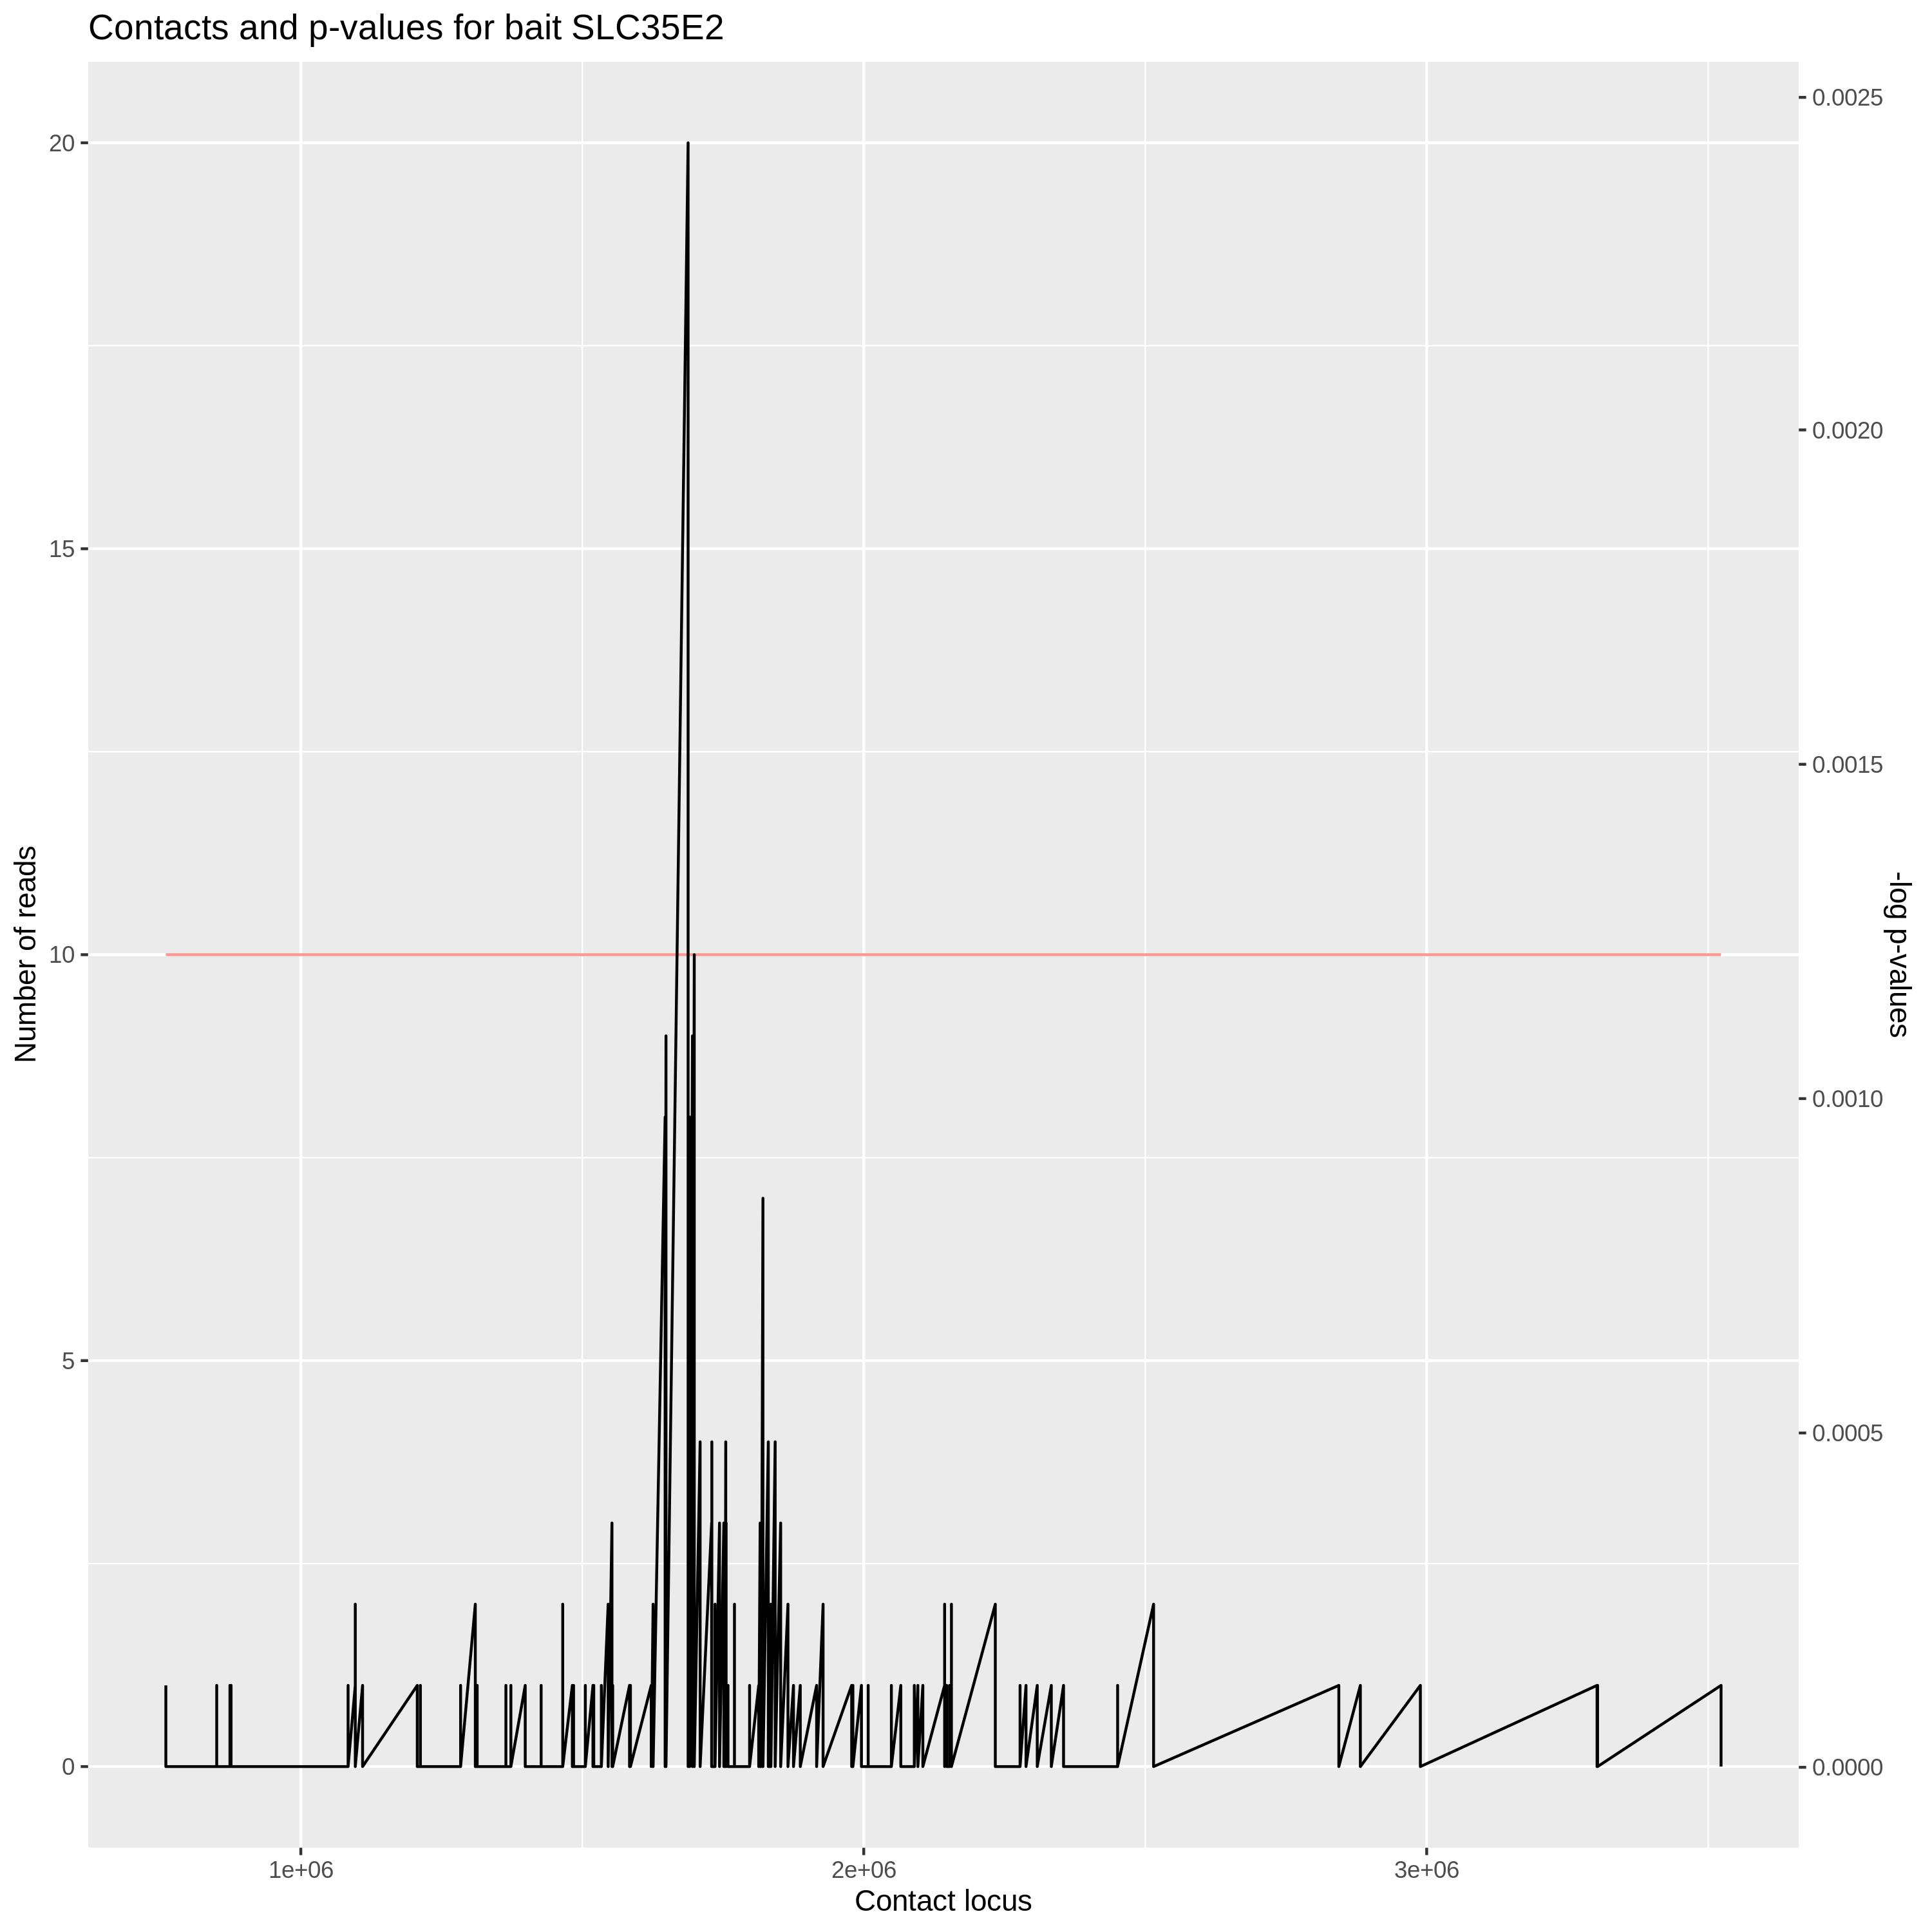 Contacts and p-values for bait SLC35E2
Number of reads
20
15
10
5
0
0.0025
0.0020
0.0015
0.0010
0.0005
0.0000
-log p-values
1e+06
2e+06
3e+06
Contact locus